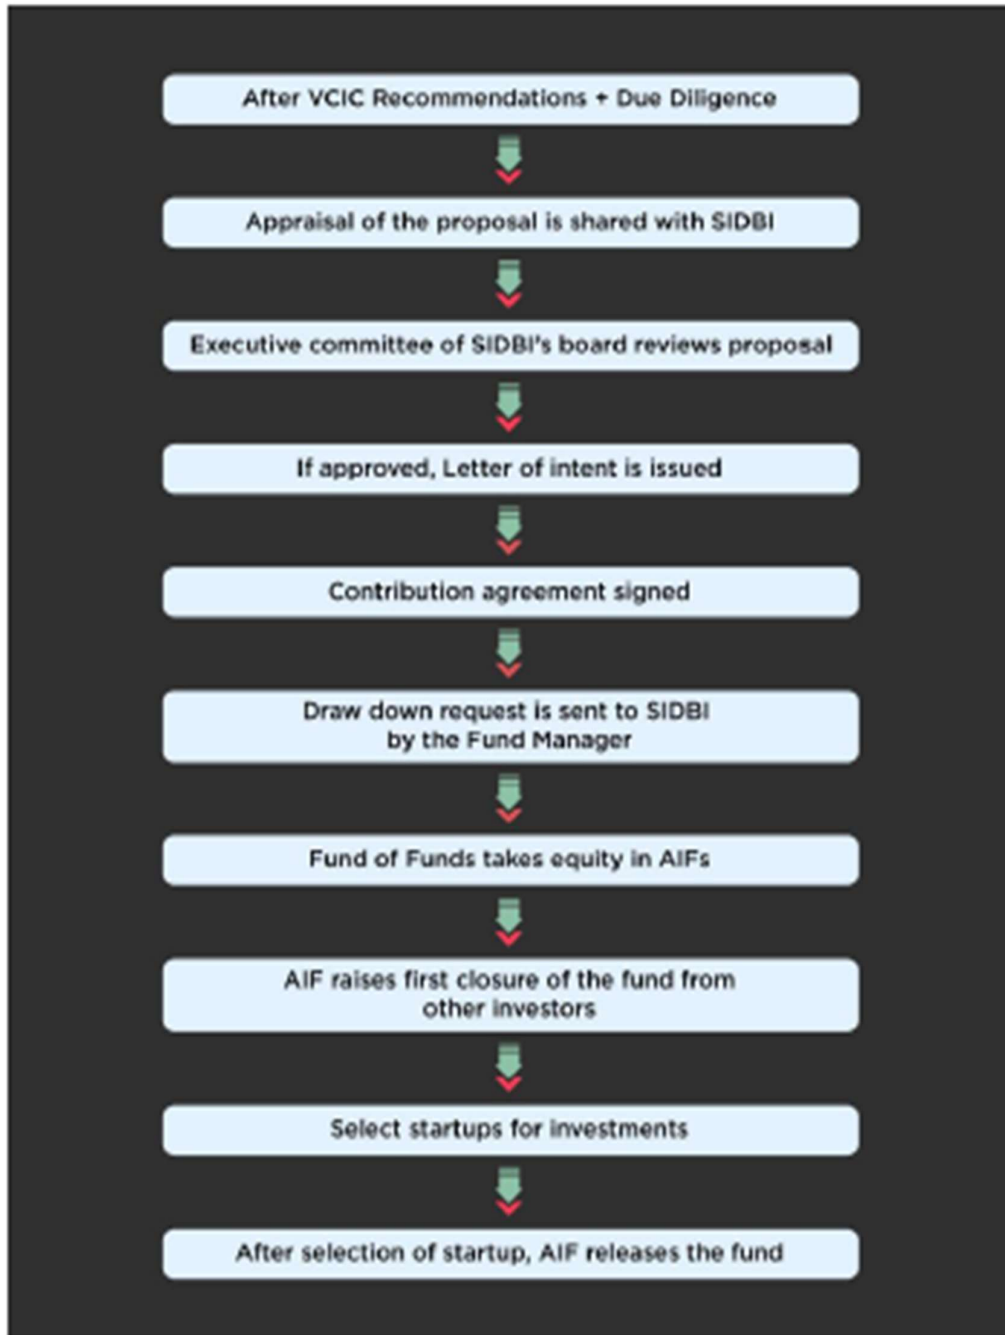 After VCIC Recommendations + Due Diligence
Appraisal of the proposal is shared with SIDBI
Executive committee of SIDBI's board reviews proposal
If approved, Letter of intent is issued
Contribution agreement signed
Draw down request is sent to SIDBI
by the Fund Manager
Fund of Funds takes equity in AIFs
AIF raises first closure of the fund from
other investors
Select startups for investments
After selection of startup, AIF releases the fund